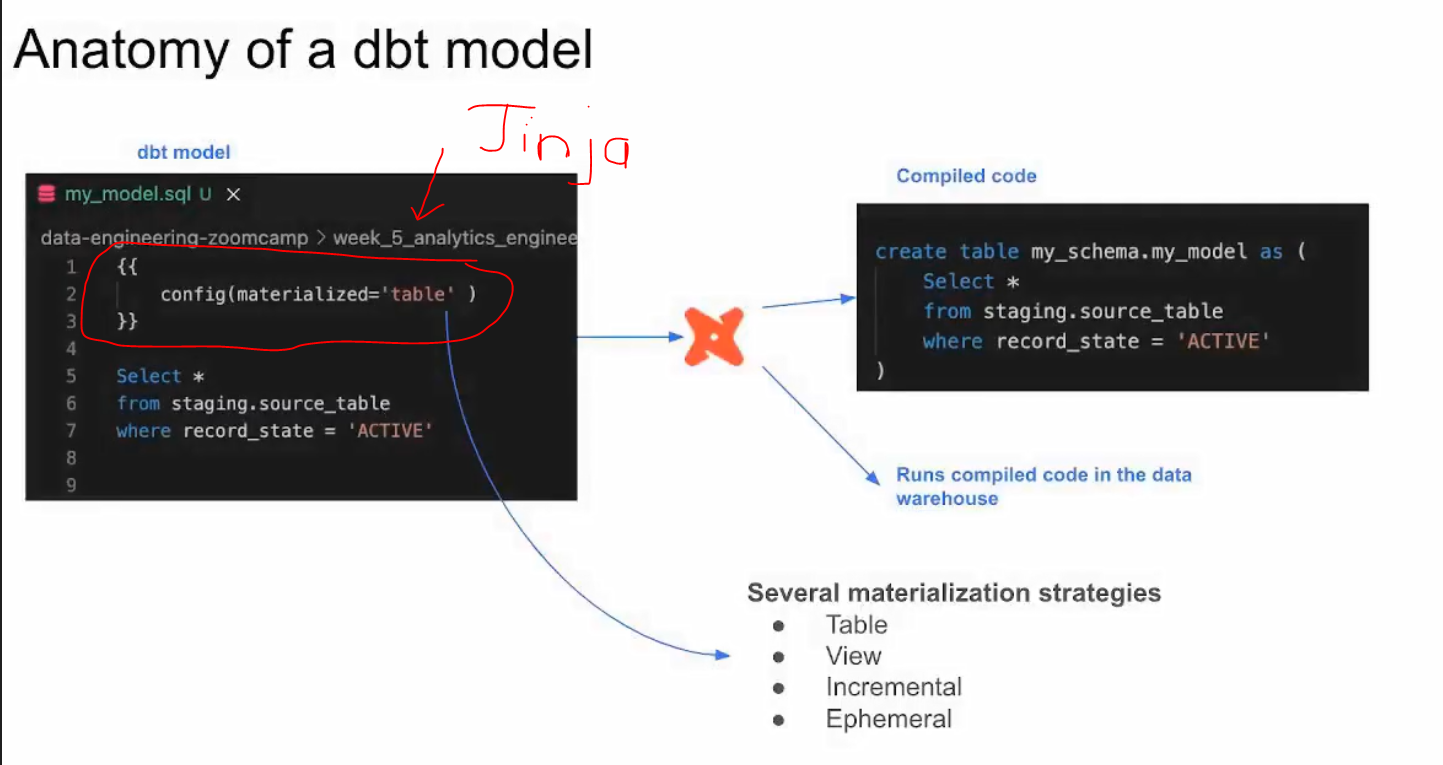 Anatomy of a dbt model
Jinja
dbt model
my_model.sql U
data-engineering-zoomcamp > week_5_analytics_enginee
1 {{
2 config(materialized='table' )
3 }}
4
5 Select *
6 from staging.source_table
7 where record_state = 'ACTIVE'
8
9
Compiled code
create table my_schema.my_model as (
Select *
from staging.source_table
where record_state = 'ACTIVE'
)
Runs compiled code in the data
warehouse
Several materialization strategies
● Table
● View
● Incremental
● Ephemeral